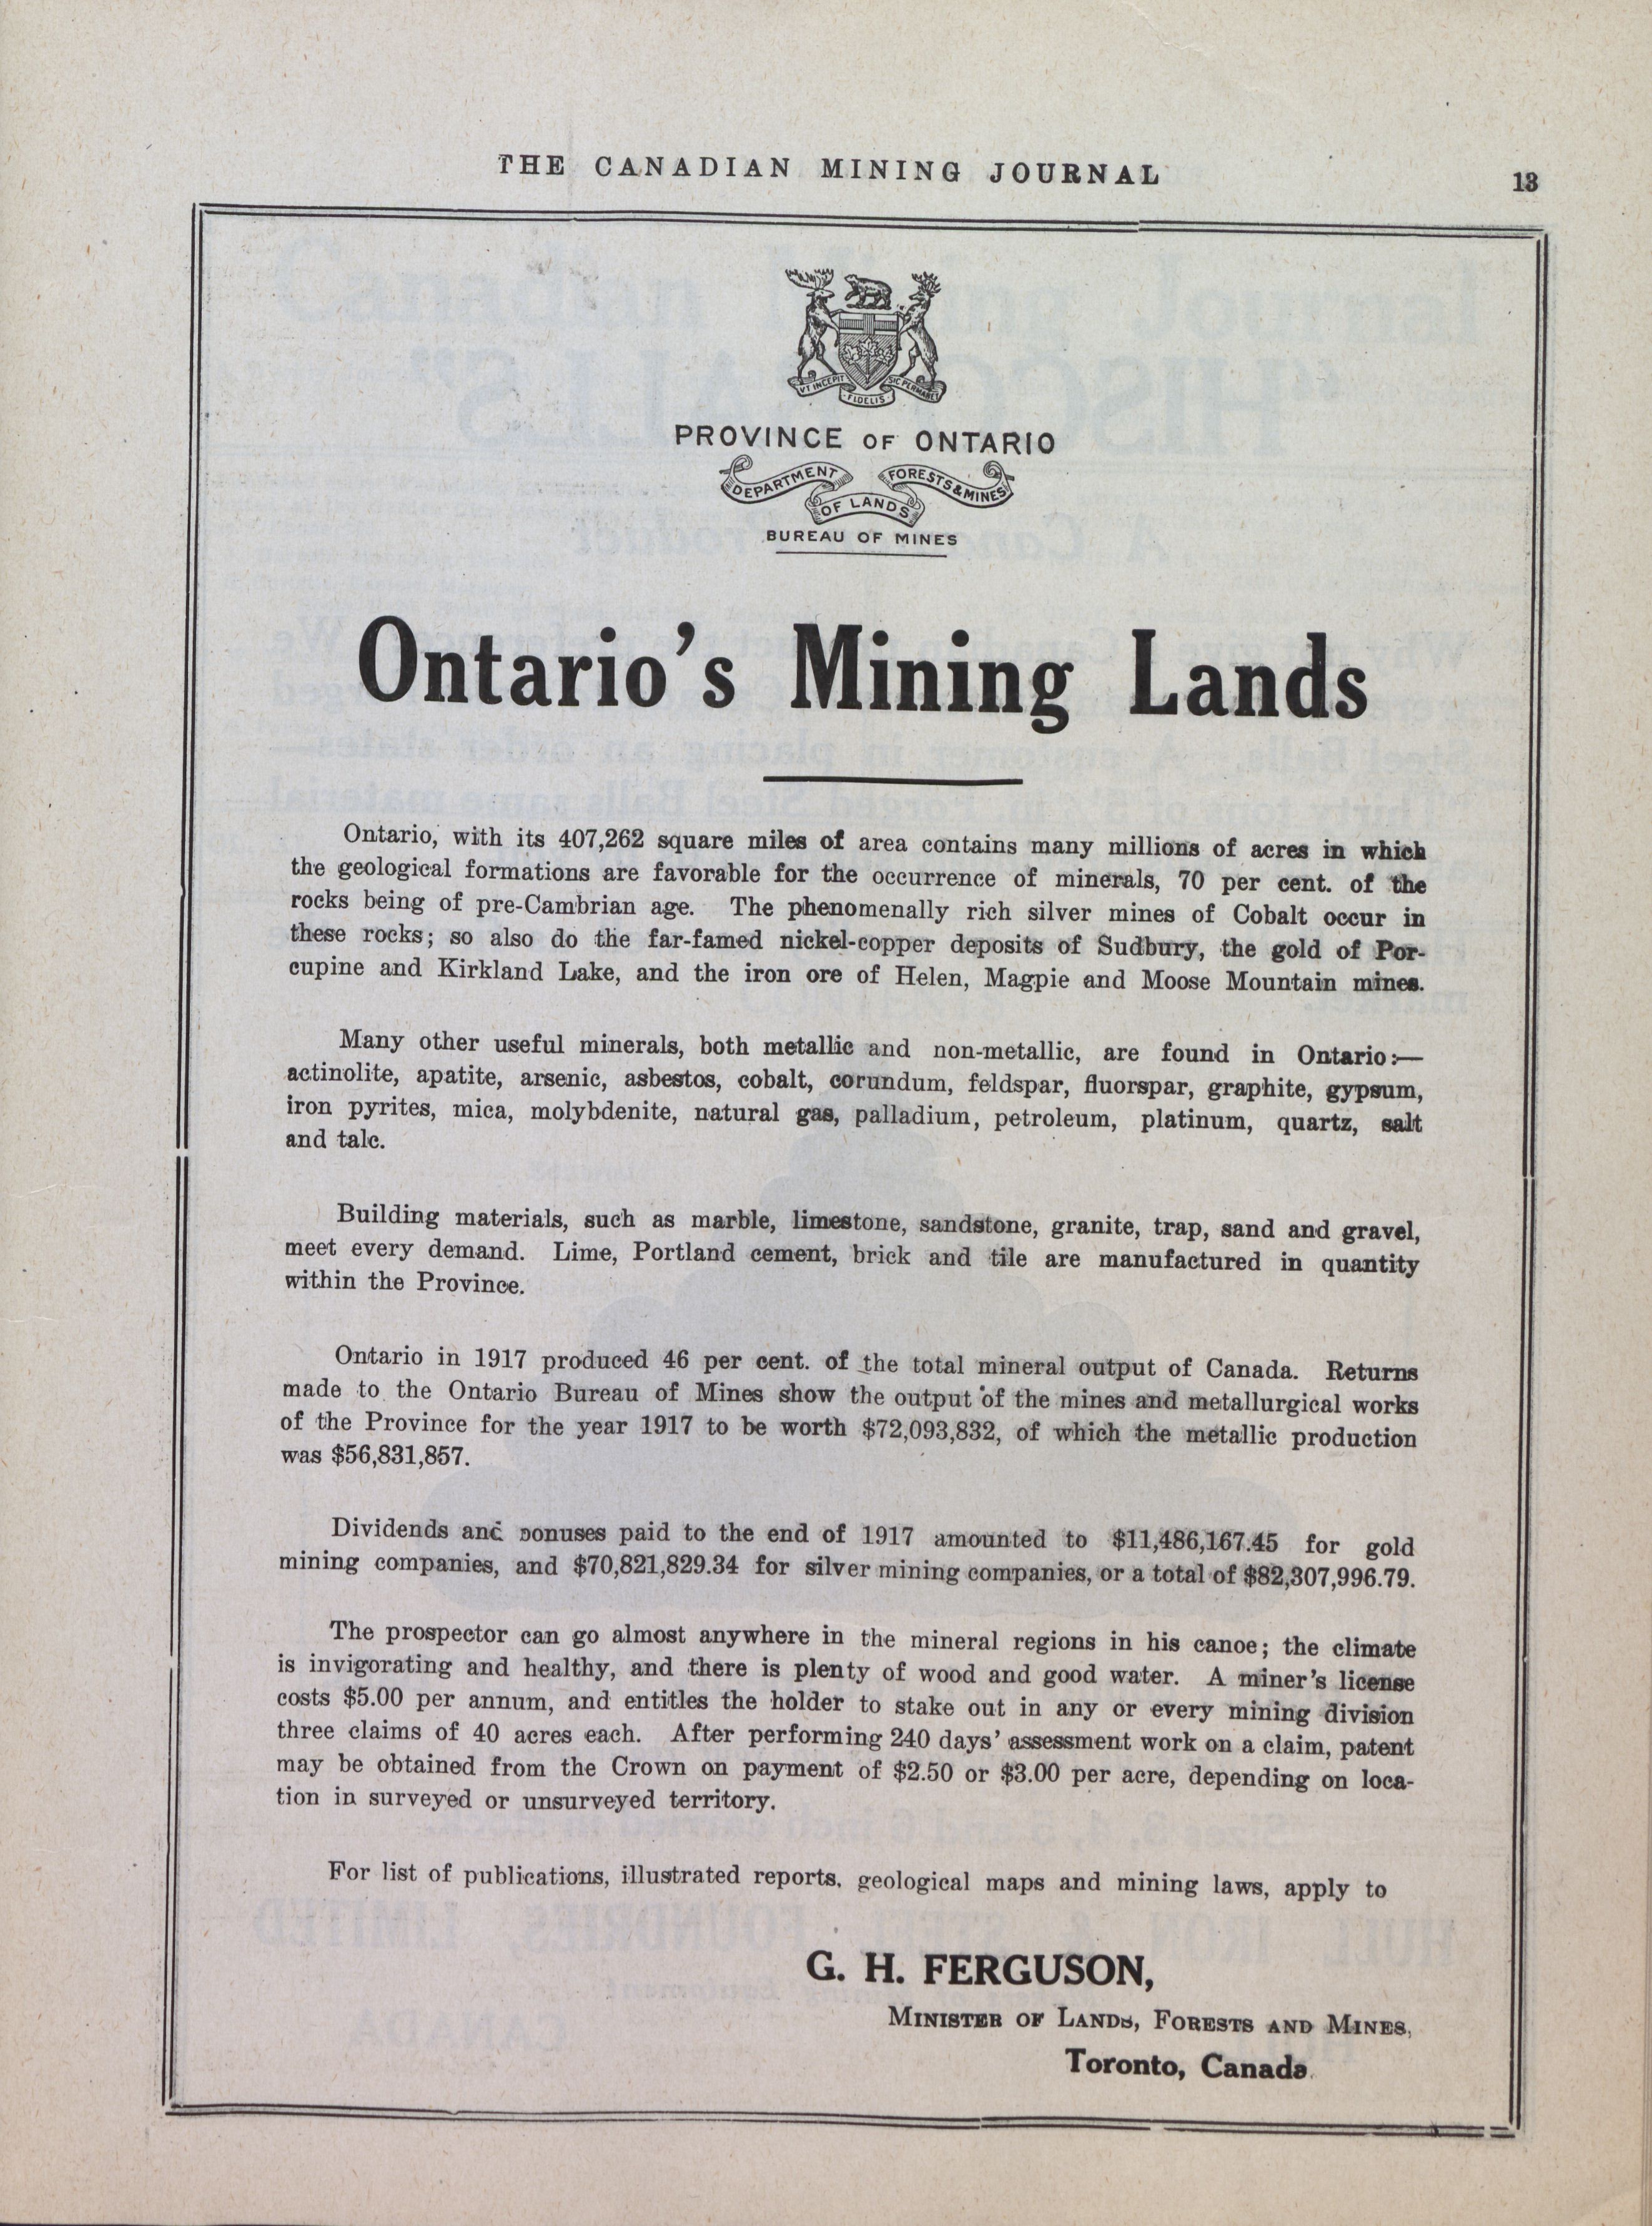 THE CANADIAN MINING JOURNAL
13
VT INCEPIT
FIDELIS
SIC PERMANET
PROVINCE OF ONTARIO
DEPARTMENT
OF LANDS
FORESTS & MINES
BUREAU OF MINES
Ontario's Mining Lands
Ontario, with its 407,262 square miles of area contains many millions of acres in which
the geological formations are favorable for the occurrence of minerals, 70 per cent. of the
rocks being of pre-Cambrian age. The phenomenally rich silver mines of Cobalt occur in
these rocks; so also do the far-famed nickel-copper deposits of Sudbury, the gold of Por-
cupine and Kirkland Lake, and the iron ore of Helen, Magpie and Moose Mountain mines.
Many other useful minerals, both metallic and non-metallic, are found in Ontario:—
actinolite, apatite, arsenic, asbestos, cobalt, corundum, feldspar, fluorspar, graphite, gypsum,
iron pyrites, mica, molybdenite, natural gas, palladium, petroleum, platinum, quartz, salt
and talc.
Building materials, such as marble, limestone, sandstone, granite, trap, sand and gravel,
meet every demand. Lime, Portland cement, brick and tile are manufactured in quantity
within the Province.
Ontario in 1917 produced 46 per cent. of the total mineral output of Canada. Returns
made to the Ontario Bureau of Mines show the output of the mines and metallurgical works
of the Province for the year 1917 to be worth $72,093,832, of which the metallic production
was $56,831,857.
Dividends and bonuses paid to the end of 1917 amounted to $11,486,167.45 for gold
mining companies, and $70,821,829.34 for silver mining companies, or a total of $82,307,996.79.
The prospector can go almost anywhere in the mineral regions in his canoe; the climate
is invigorating and healthy, and there is plenty of wood and good water. A miner's license
costs $5.00 per annum, and entitles the holder to stake out in any or every mining division
three claims of 40 acres each. After performing 240 days' assessment work on a claim, patent
may be obtained from the Crown on payment of $2.50 or $3.00 per acre, depending on loca-
tion in surveyed or unsurveyed territory.
For list of publications, illustrated reports, geological maps and mining laws, apply to
G. H. FERGUSON,
MINISTER OF LANDS, FORESTS AND MINES,
Toronto, Canada.